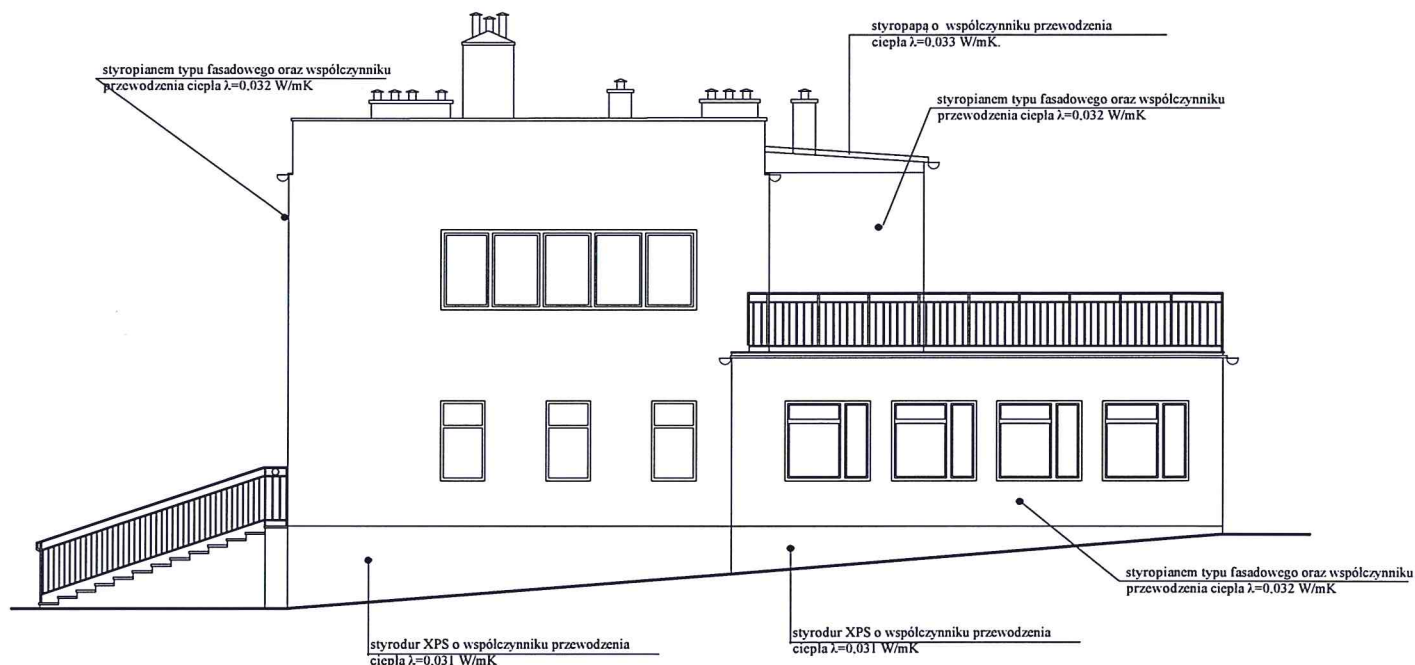 styropapą o współczynniku przewodzenia
ciepła λ=0.033 W/mK.
styropianem typu fasadowego oraz współczynniku
przewodzenia ciepła λ=0.032 W/mK
styropianem typu fasadowego oraz współczynniku
przewodzenia ciepła λ=0.032 W/mK
styropianem typu fasadowego oraz współczynniku
przewodzenia ciepła λ=0.032 W/mK
styrodur XPS o współczynniku przewodzenia
ciepła λ=0.031 W/mK
styrodur XPS o współczynniku przewodzenia
ciepła λ=0.031 W/mK